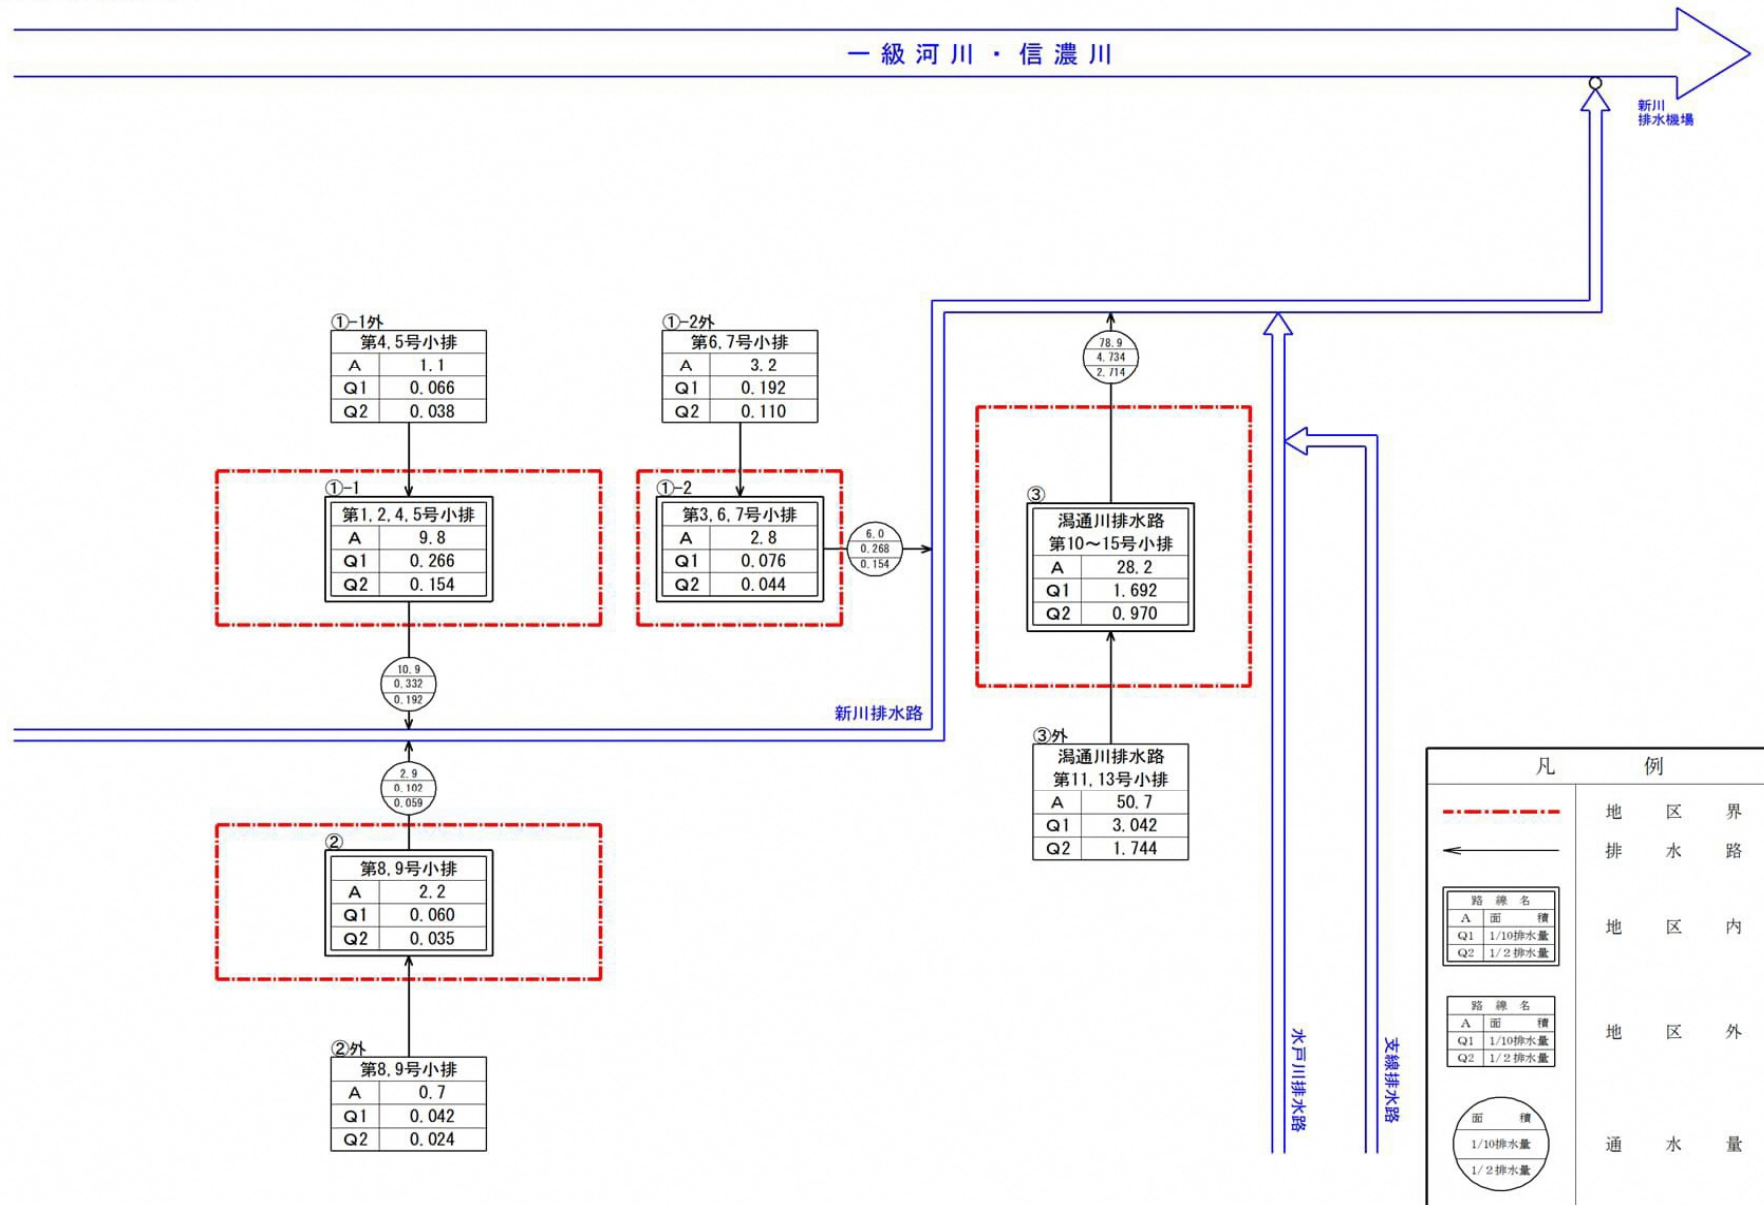 一級河川・信濃川
新川
排水機場
①-1外
第4,5号小排
A 1.1
Q1 0.066
Q2 0.038
①-2外
第6,7号小排
A 3.2
Q1 0.192
Q2 0.110
78.9
4.734
2.714
①-1
第1,2,4,5号小排
A 9.8
Q1 0.266
Q2 0.154
①-2
第3,6,7号小排
A 2.8
Q1 0.076
Q2 0.044
6.0
0.268
0.154
③
潟通川排水路
第10～15号小排
A 28.2
Q1 1.692
Q2 0.970
10.9
0.332
0.192
新川排水路
2.9
0.102
0.059
③外
潟通川排水路
第11,13号小排
A 50.7
Q1 3.042
Q2 1.744
②
第8,9号小排
A 2.2
Q1 0.060
Q2 0.035
②外
第8,9号小排
A 0.7
Q1 0.042
Q2 0.024
水戸川排水路
支線排水路
凡例
地区界
排水路
路線名
A 面積
Q1 1/10排水量
Q2 1/2排水量
地区内
路線名
A 面積
Q1 1/10排水量
Q2 1/2排水量
地区外
面積
1/10排水量
1/2排水量
通水量